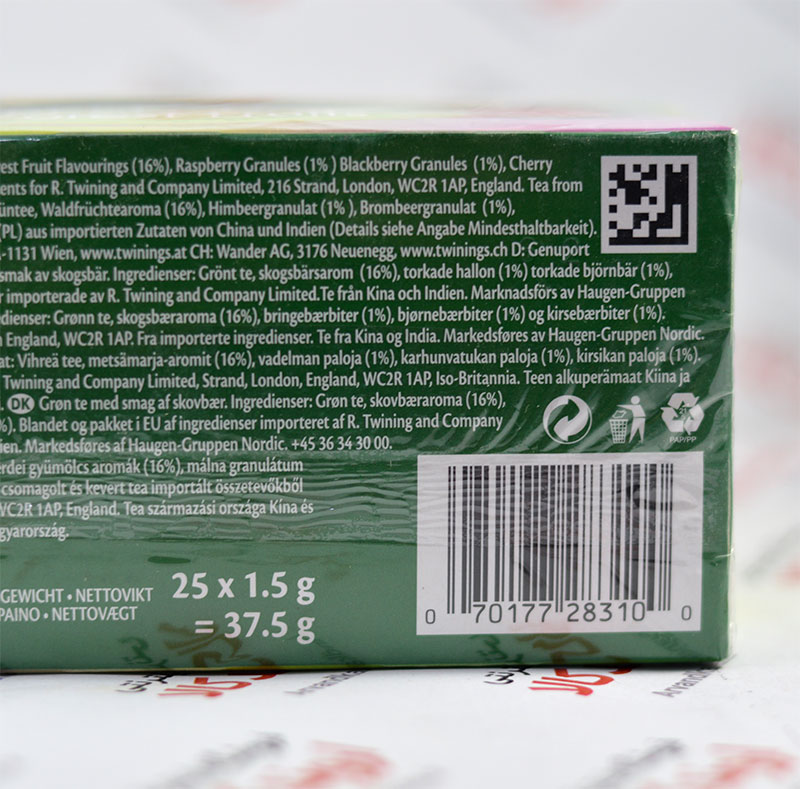 est Fruit Flavourings (16%), Raspberry Granules (1% ) Blackberry Granules (1%), Cherry
ents for R. Twining and Company Limited, 216 Strand, London, WC2R 1AP, England. Tea from
üntee, Waldfrüchtearoma (16%), Himbeergranulat (1% ), Brombeergranulat (1%),
(PL) aus importierten Zutaten von China und Indien (Details siehe Angabe Mindesthaltbarkeit).
-1131 Wien, www.twinings.at CH: Wander AG, 3176 Neuenegg, www.twinings.ch D: Genuport
smak av skogsbär. Ingredienser: Grönt te, skogsbärsarom (16%), torkade hallon (1%) torkade björnbär (1%),
r importerade av R. Twining and Company Limited.Te från Kina och Indien. Marknadsförs av Haugen-Gruppen
edienser: Grønn te, skogsbæraroma (16%), bringebærbiter (1%), bjørnebærbiter (1%) og kirsebærbiter (1%).
n England, WC2R 1AP. Fra importerte ingredienser. Te fra Kina og India. Markedsføres av Haugen-Gruppen Nordic.
at: Vihreä tee, metsämarja-aromit (16%), vadelman paloja (1%), karhunvatukan paloja (1%), kirsikan paloja (1%).
Twining and Company Limited, Strand, London, England, WC2R 1AP, Iso-Britannia. Teen alkuperämaat Kiina ja
. DK Grøn te med smag af skovbær. Ingredienser: Grøn te, skovbæraroma (16%),
%). Blandet og pakket i EU af ingredienser importeret af R. Twining and Company
ien. Markedsføres af Haugen-Gruppen Nordic. +45 36 34 30 00.
erdei gyümölcs aromák (16%), málna granulátum
csomagolt és kevert tea importált összetevőkből
WC2R 1AP, England. Tea származási országa Kína és
gyarország.
PAP/PP
GEWICHT • NETTOVIKT 25 x 1.5 g
PAINO • NETTOVÆGT = 37.5 g
0 70177 28310 0